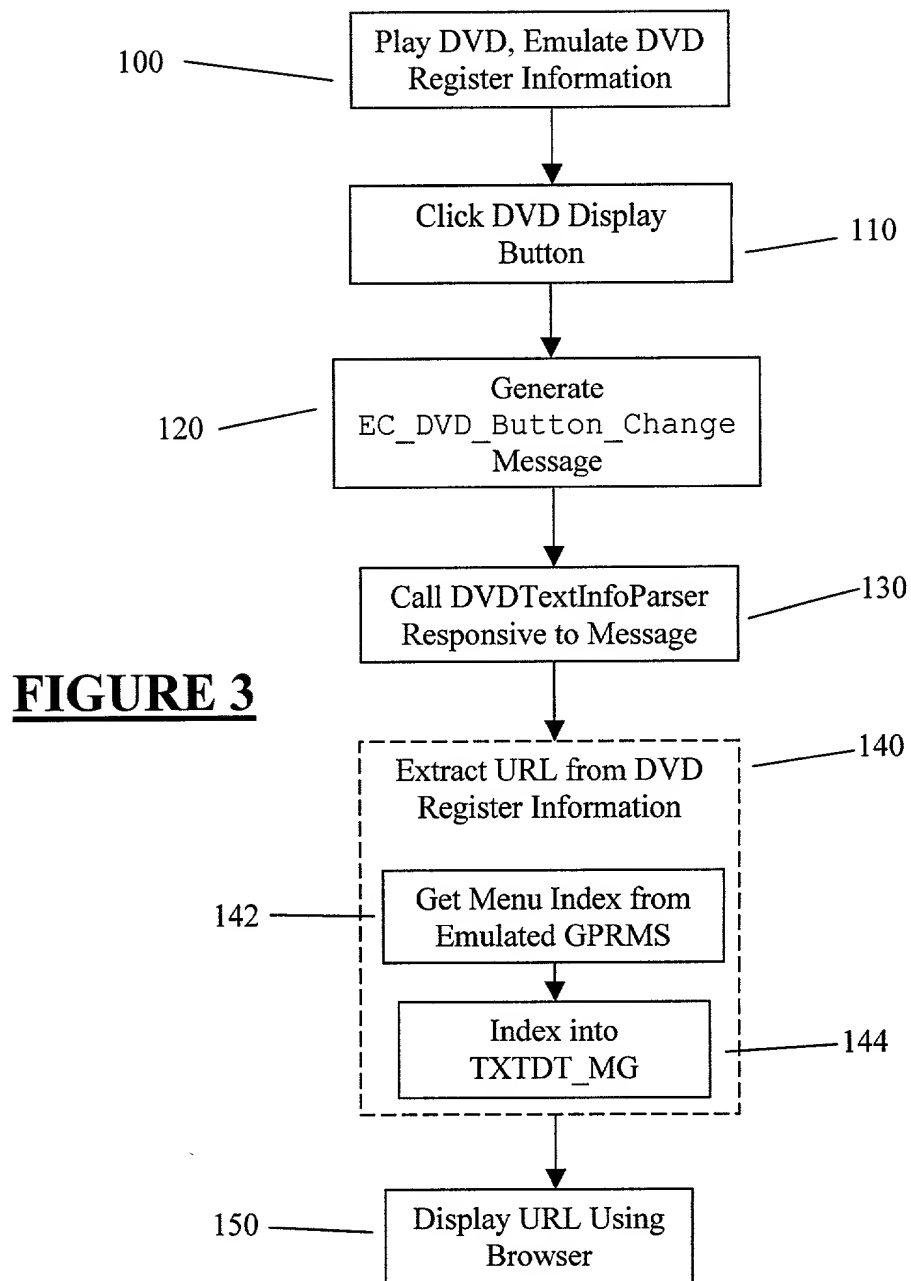 100
Play DVD, Emulate DVD
Register Information
Click DVD Display
Button
110
120
Generate
EC_DVD_Button_Change
Message
Call DVDTextInfoParser
Responsive to Message
130
FIGURE 3
Extract URL from DVD
Register Information
140
142
Get Menu Index from
Emulated GPRMS
Index into
TXTDT_MG
144
150
Display URL Using
Browser